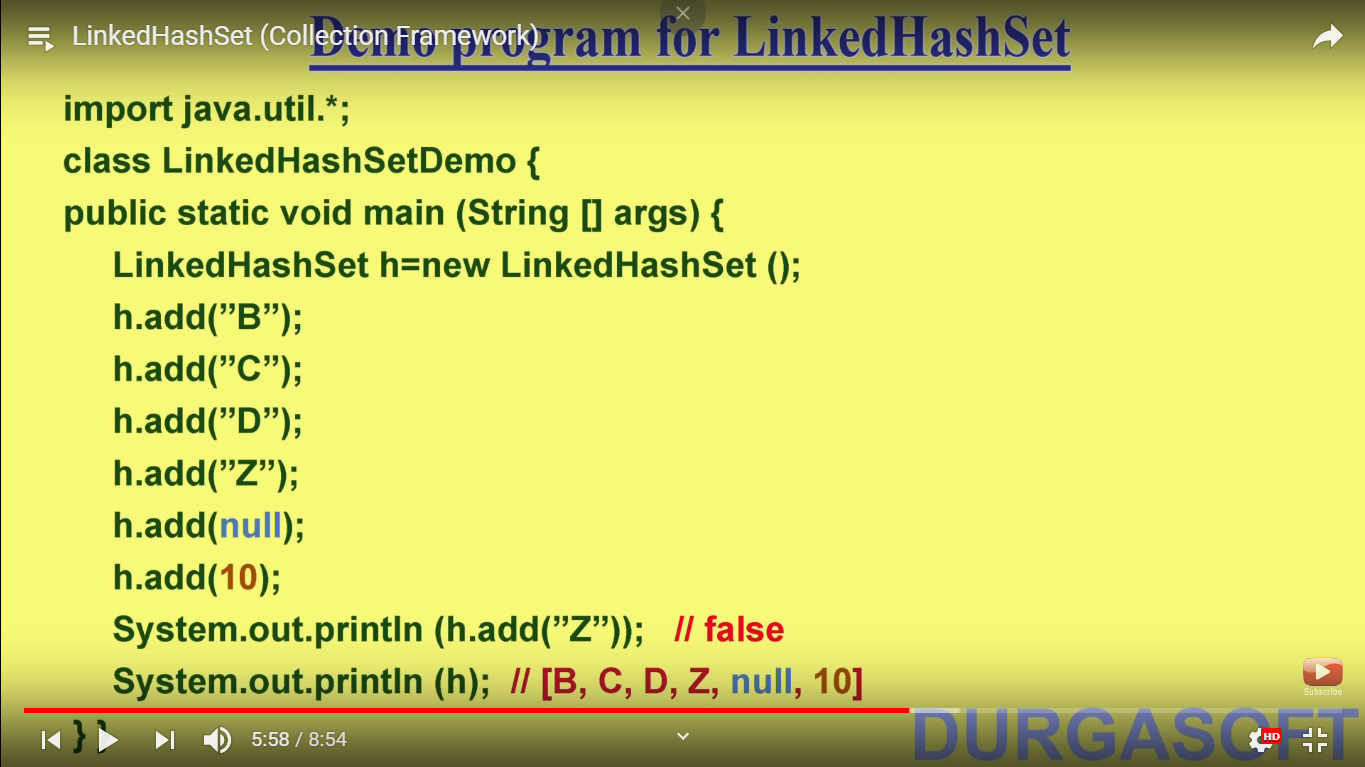 LinkedHashSet (Collection Framework)
Demo program for LinkedHashSet
import java.util.*;
class LinkedHashSetDemo {
public static void main (String [] args) {
LinkedHashSet h=new LinkedHashSet ();
h.add(”B”);
h.add(”C”);
h.add(”D”);
h.add(”Z”);
h.add(null);
h.add(10);
System.out.println (h.add(”Z”)); // false
System.out.println (h); // [B, C, D, Z, null, 10]
} }
Subscribe
DURGASOFT
5:58 / 8:54
HD